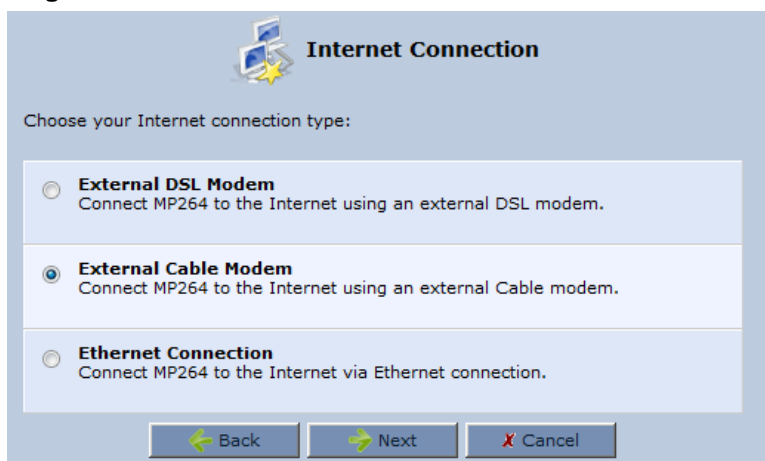 Internet Connection
Choose your Internet connection type:
External DSL Modem
Connect MP264 to the Internet using an external DSL modem.
External Cable Modem
Connect MP264 to the Internet using an external Cable modem.
Ethernet Connection
Connect MP264 to the Internet via Ethernet connection.
Back Next Cancel